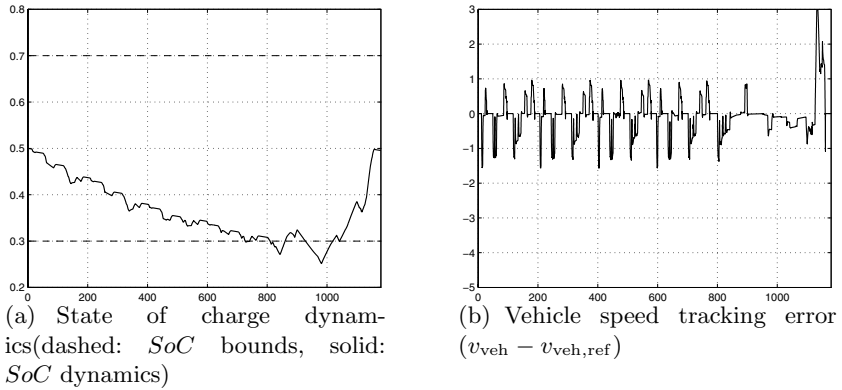 0.8
0.7
0.6
0.5
0.4
0.3
0.2
0 200 400 600 800 1000
3
2
1
0
−1
−2
−3
−4
−5
0 200 400 600 800 1000
(a) State of charge dynam-
ics(dashed: SoC bounds, solid:
SoC dynamics)
(b) Vehicle speed tracking error
(v_veh − v_veh,ref)